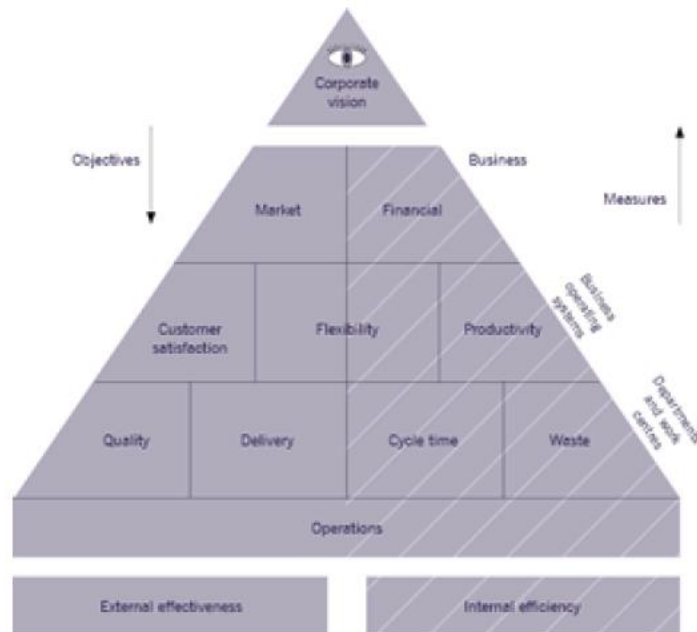 Corporate
vision
Objectives
Business
Measures
Market
Financial
Business
operating
systems
Customer
satisfaction
Flexibility
Productivity
Departments
and work
centres
Quality
Delivery
Cycle time
Waste
Operations
External effectiveness
Internal efficiency